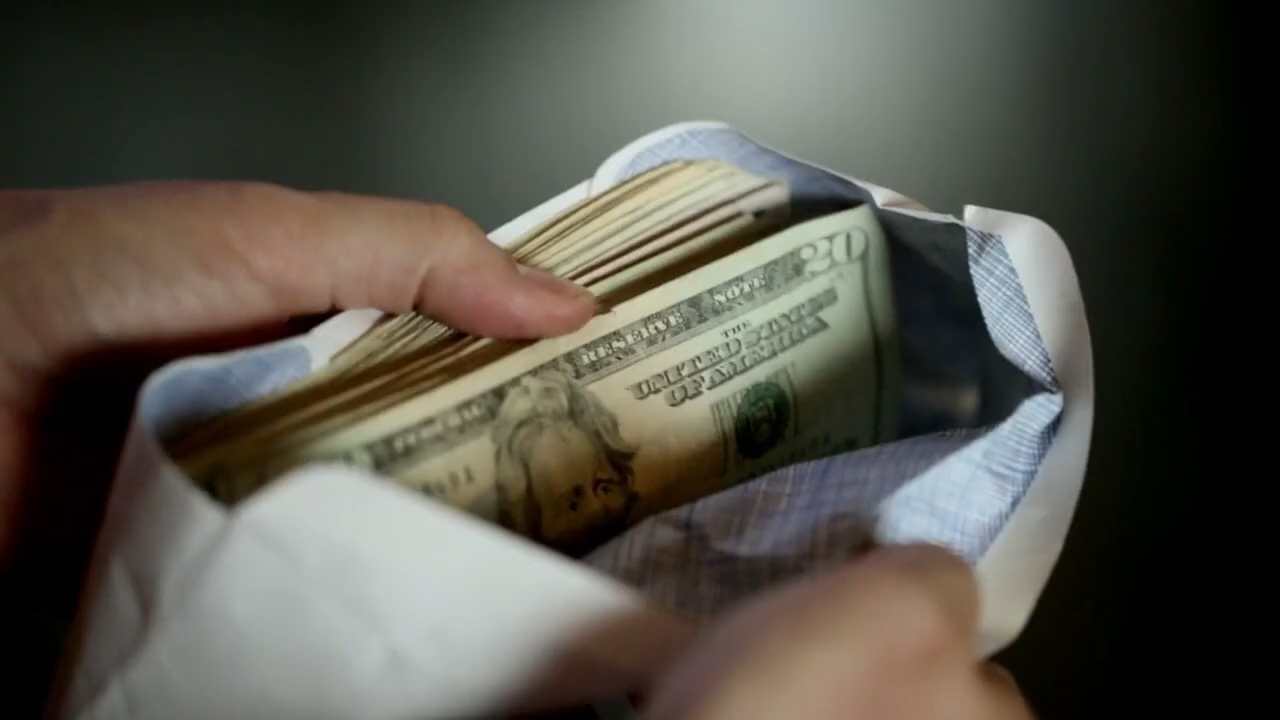 20
RESERVE NOTE
THE
UNITED STATES
OF AMERICA